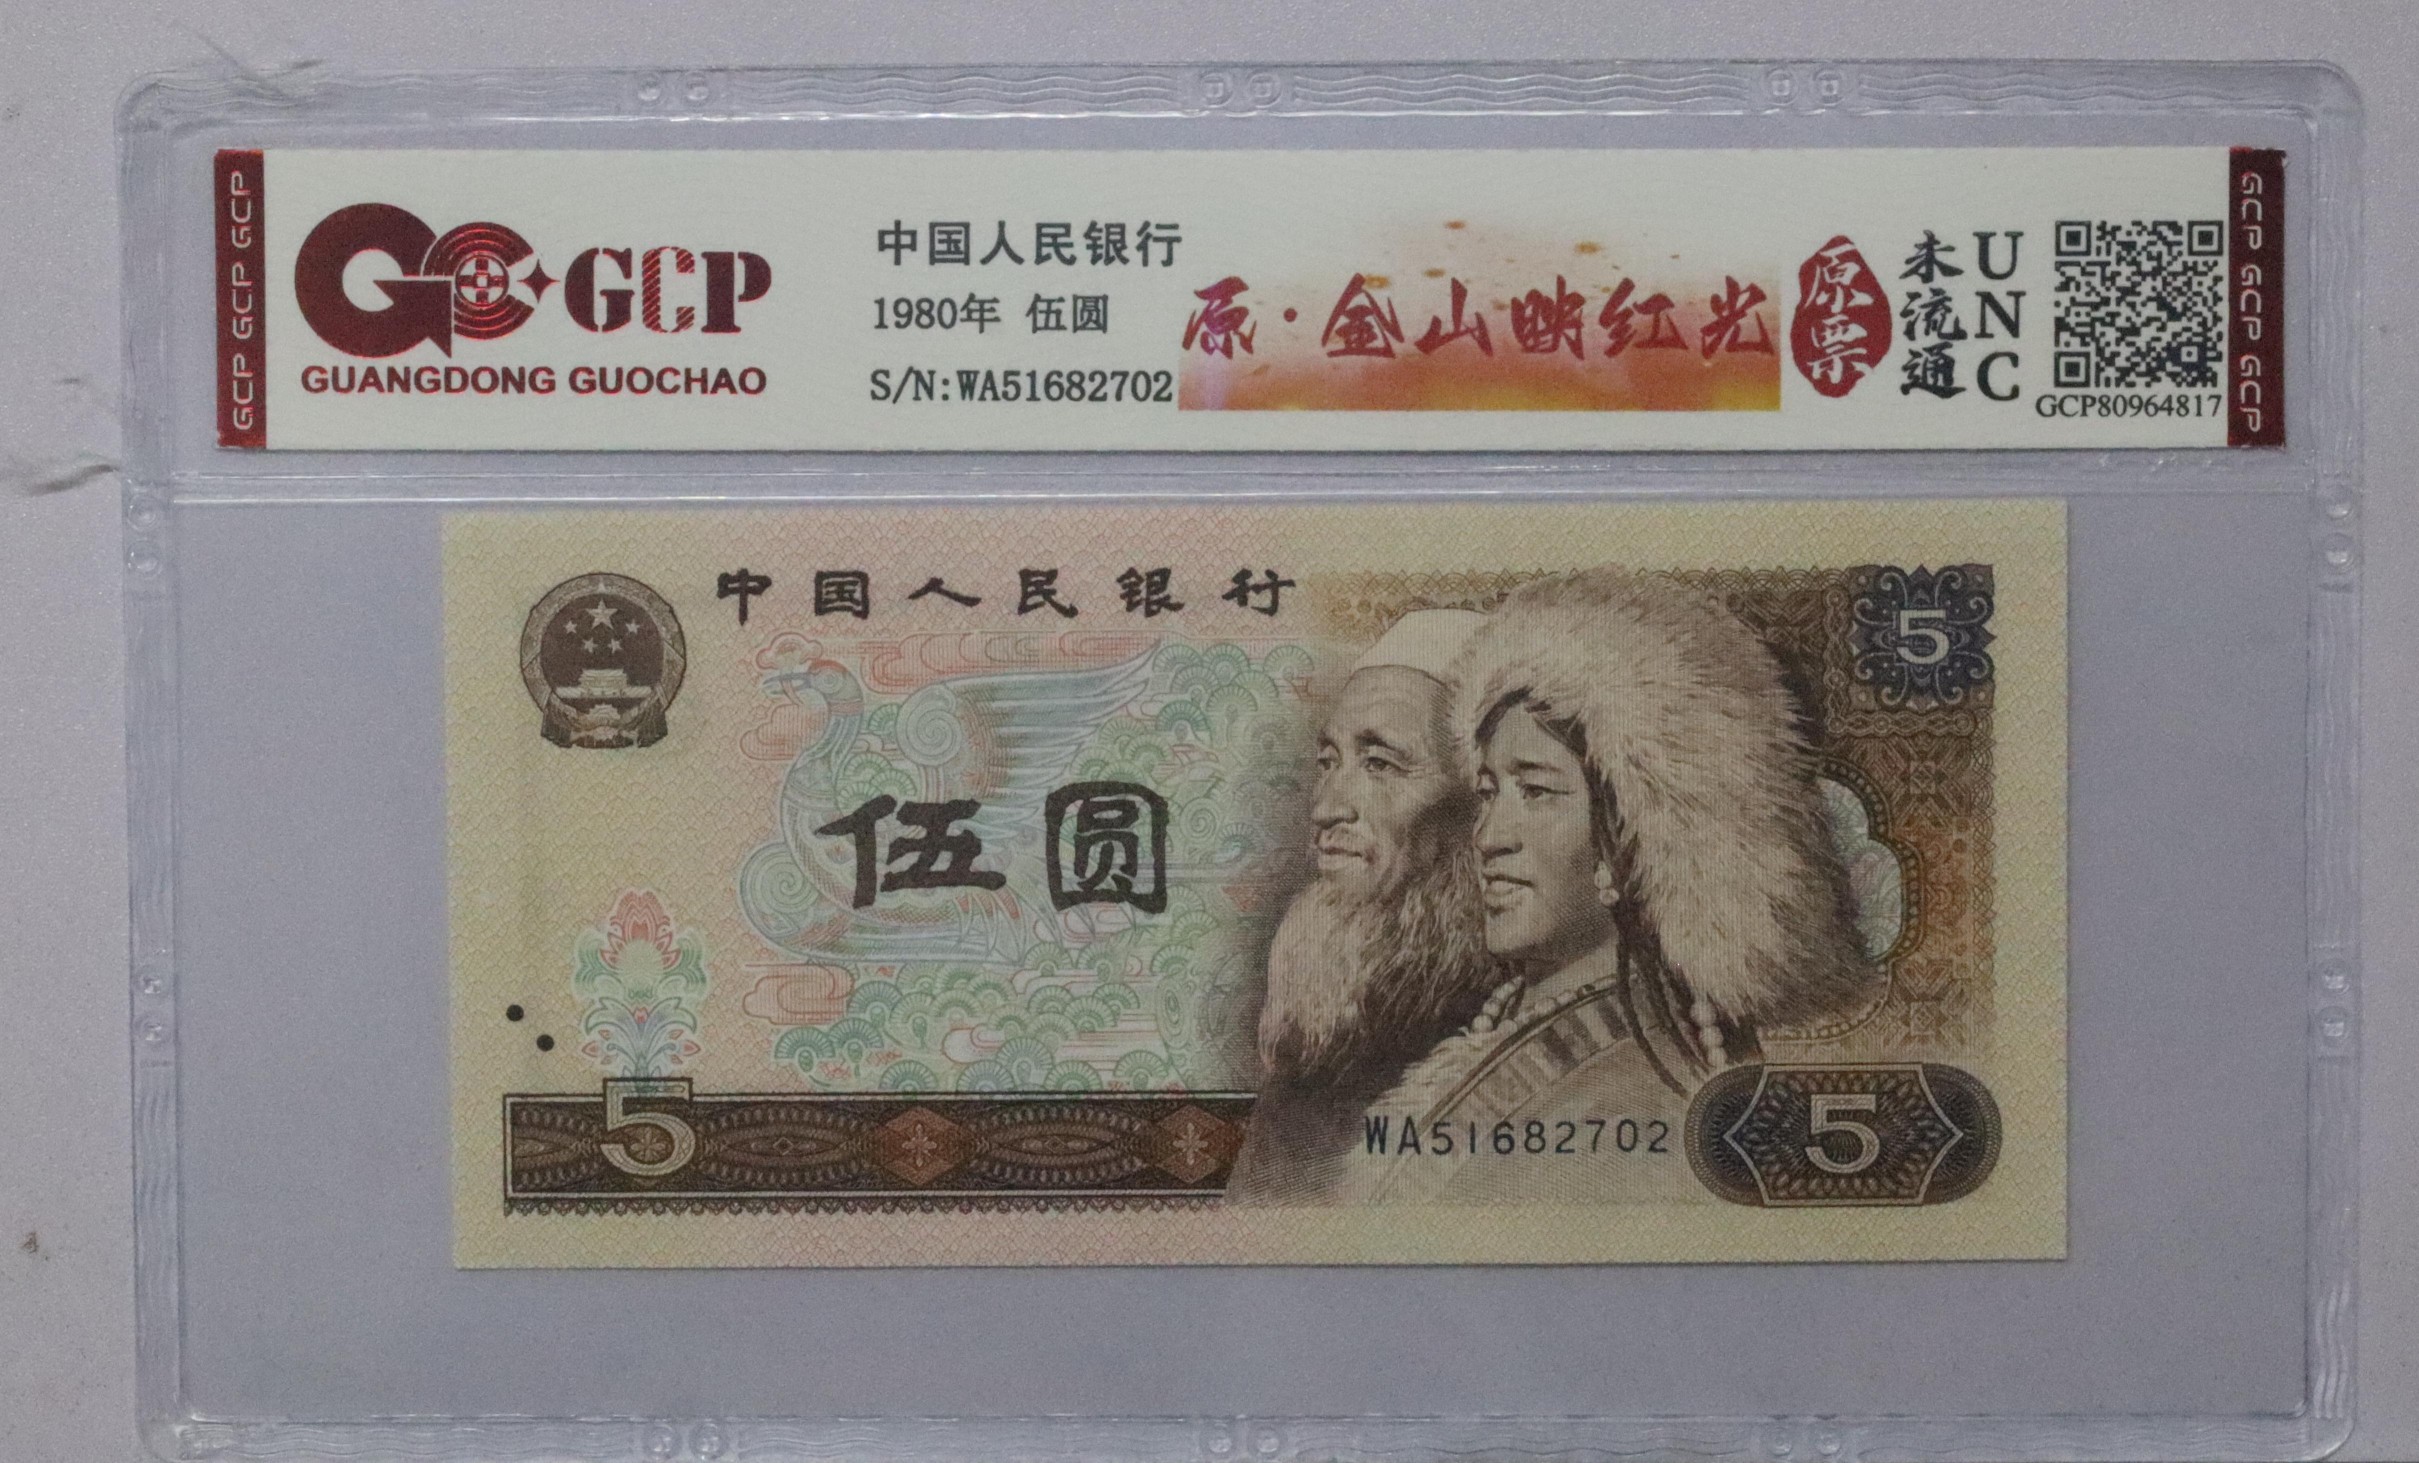 GCP GCP GCP
GC GCP
GUANGDONG GUOCHAO
中国人民银行
1980年 伍圆
S/N:WA51682702
原·金山映红光
原票
未流通
UNC
GCP80964817
GCP GCP GCP
中国人民银行
5
伍圆
5
WA51682702
5